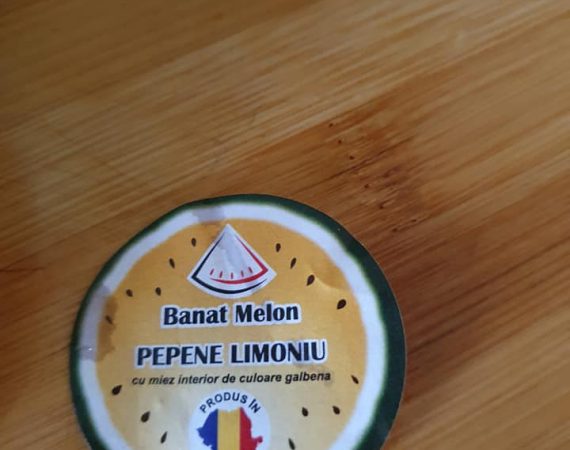 Banat Melon
PEPENE LIMONIU
cu miez interior de culoare galbena
PRODUS ÎN